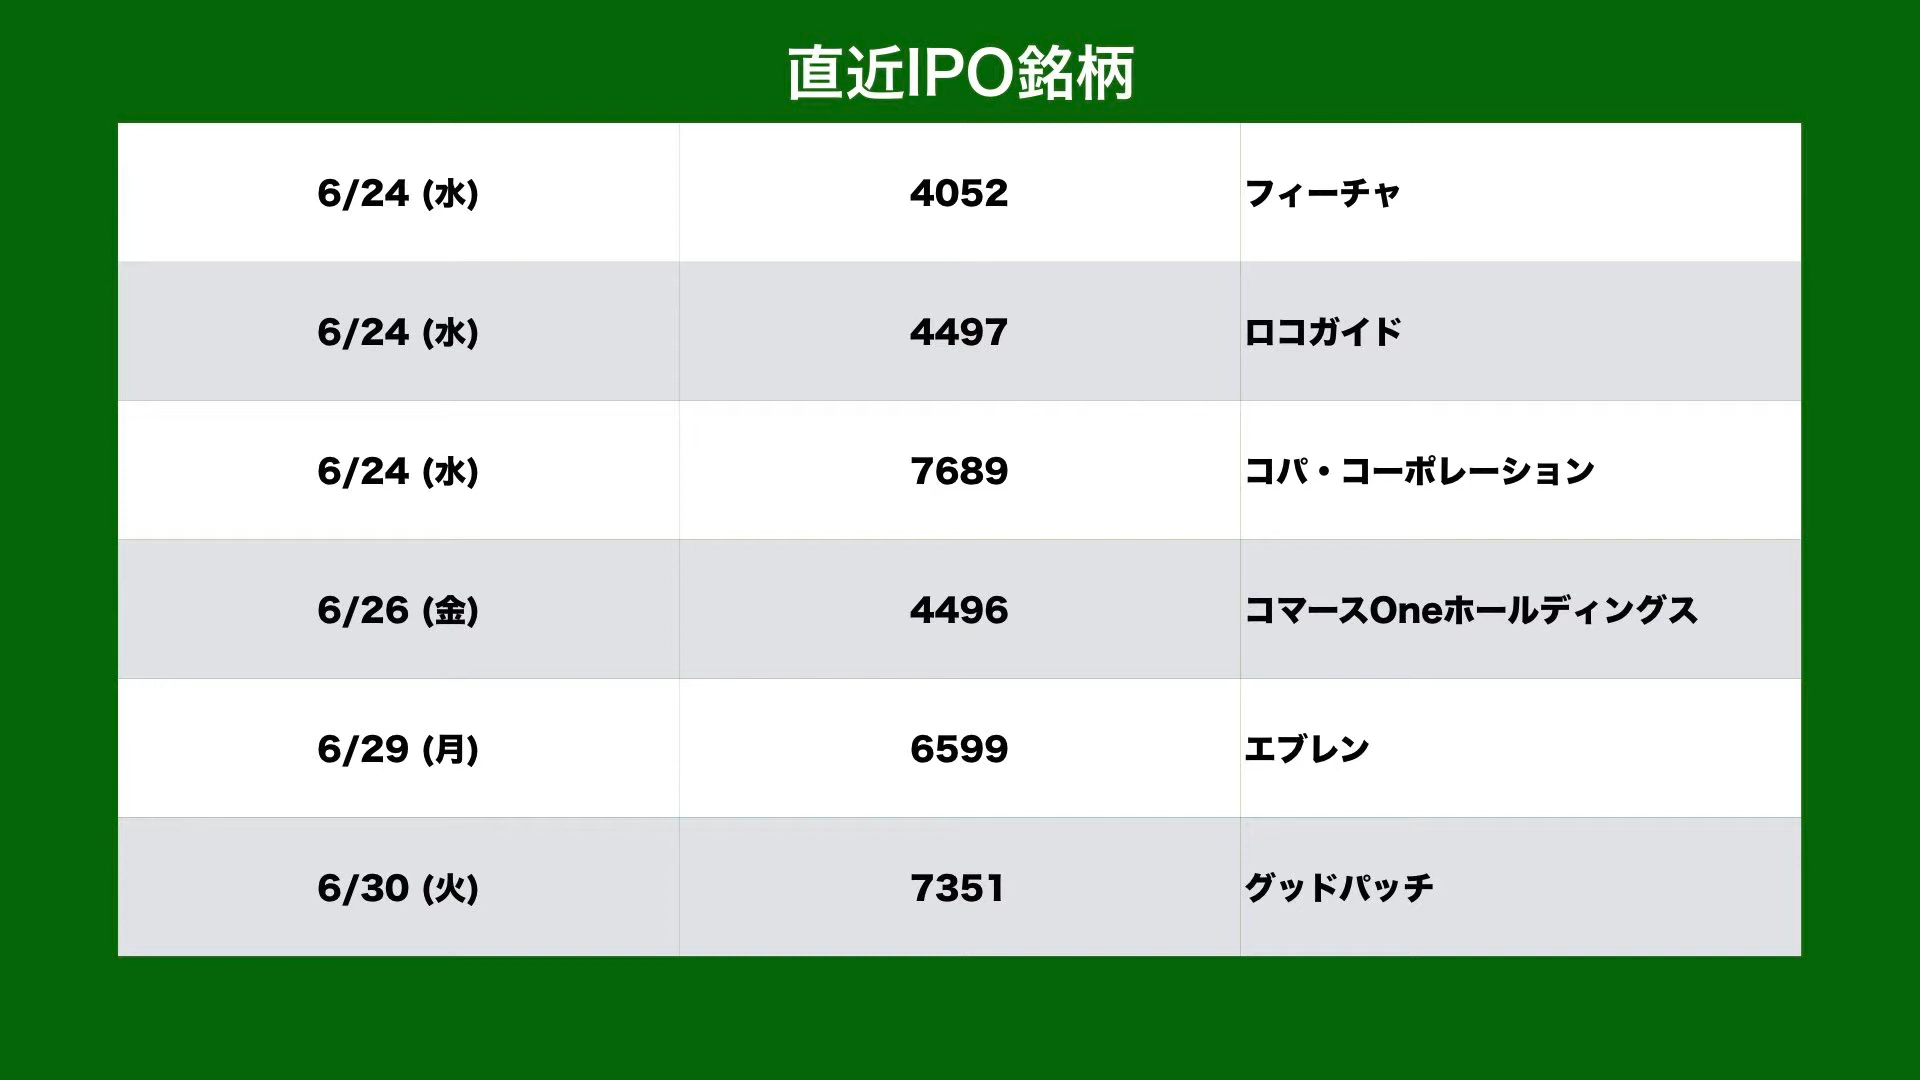 直近IPO銘柄
6/24 (水) 4052 フィーチャ
6/24 (水) 4497 ロコガイド
6/24 (水) 7689 コパ・コーポレーション
6/26 (金) 4496 コマースOneホールディングス
6/29 (月) 6599 エブレン
6/30 (火) 7351 グッドパッチ